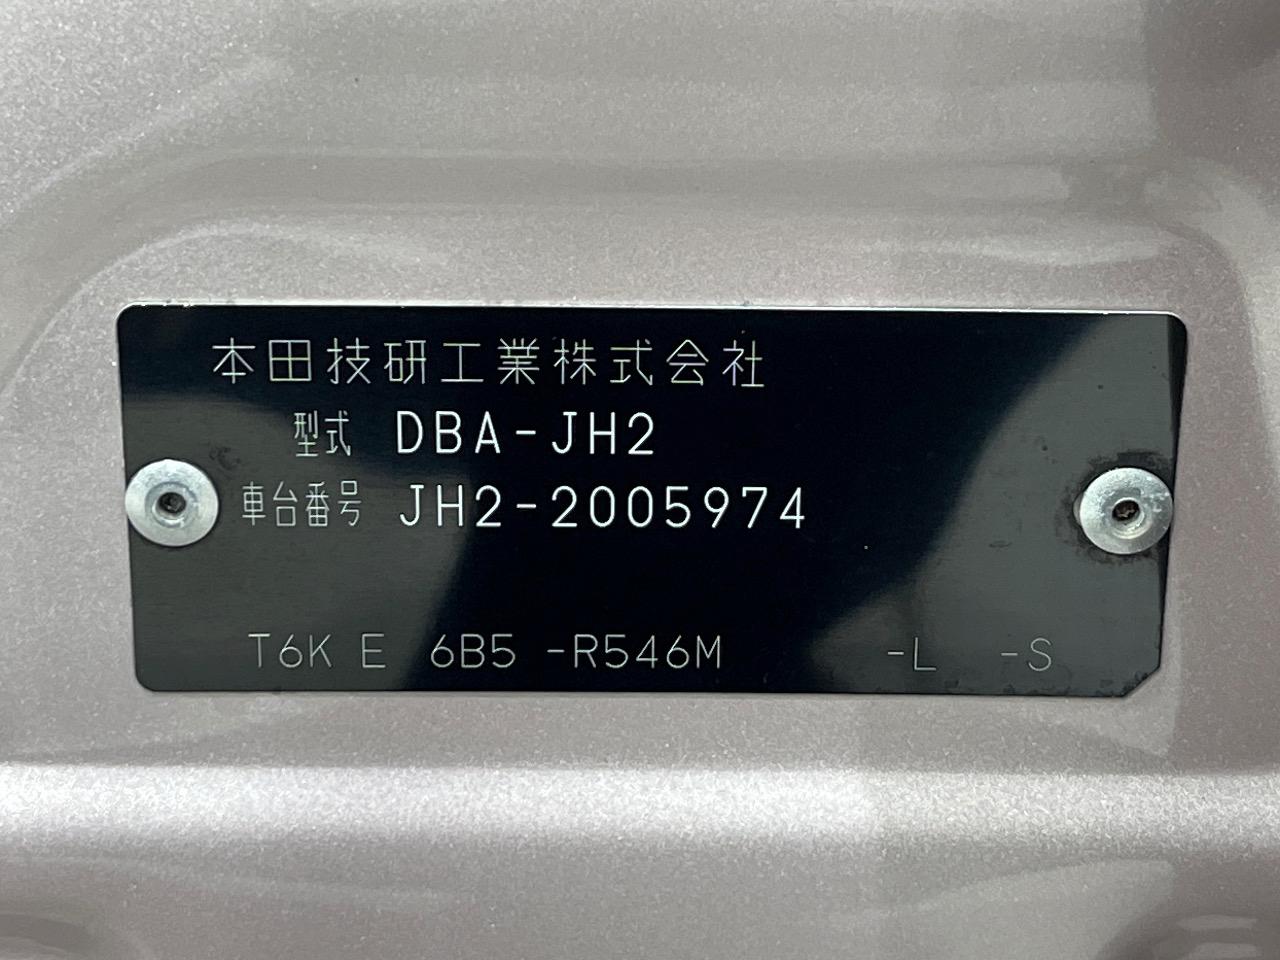 本田技研工業株式会社
型式 DBA-JH2
車台番号 JH2-2005974
T6K E 6B5 -R546M -L -S